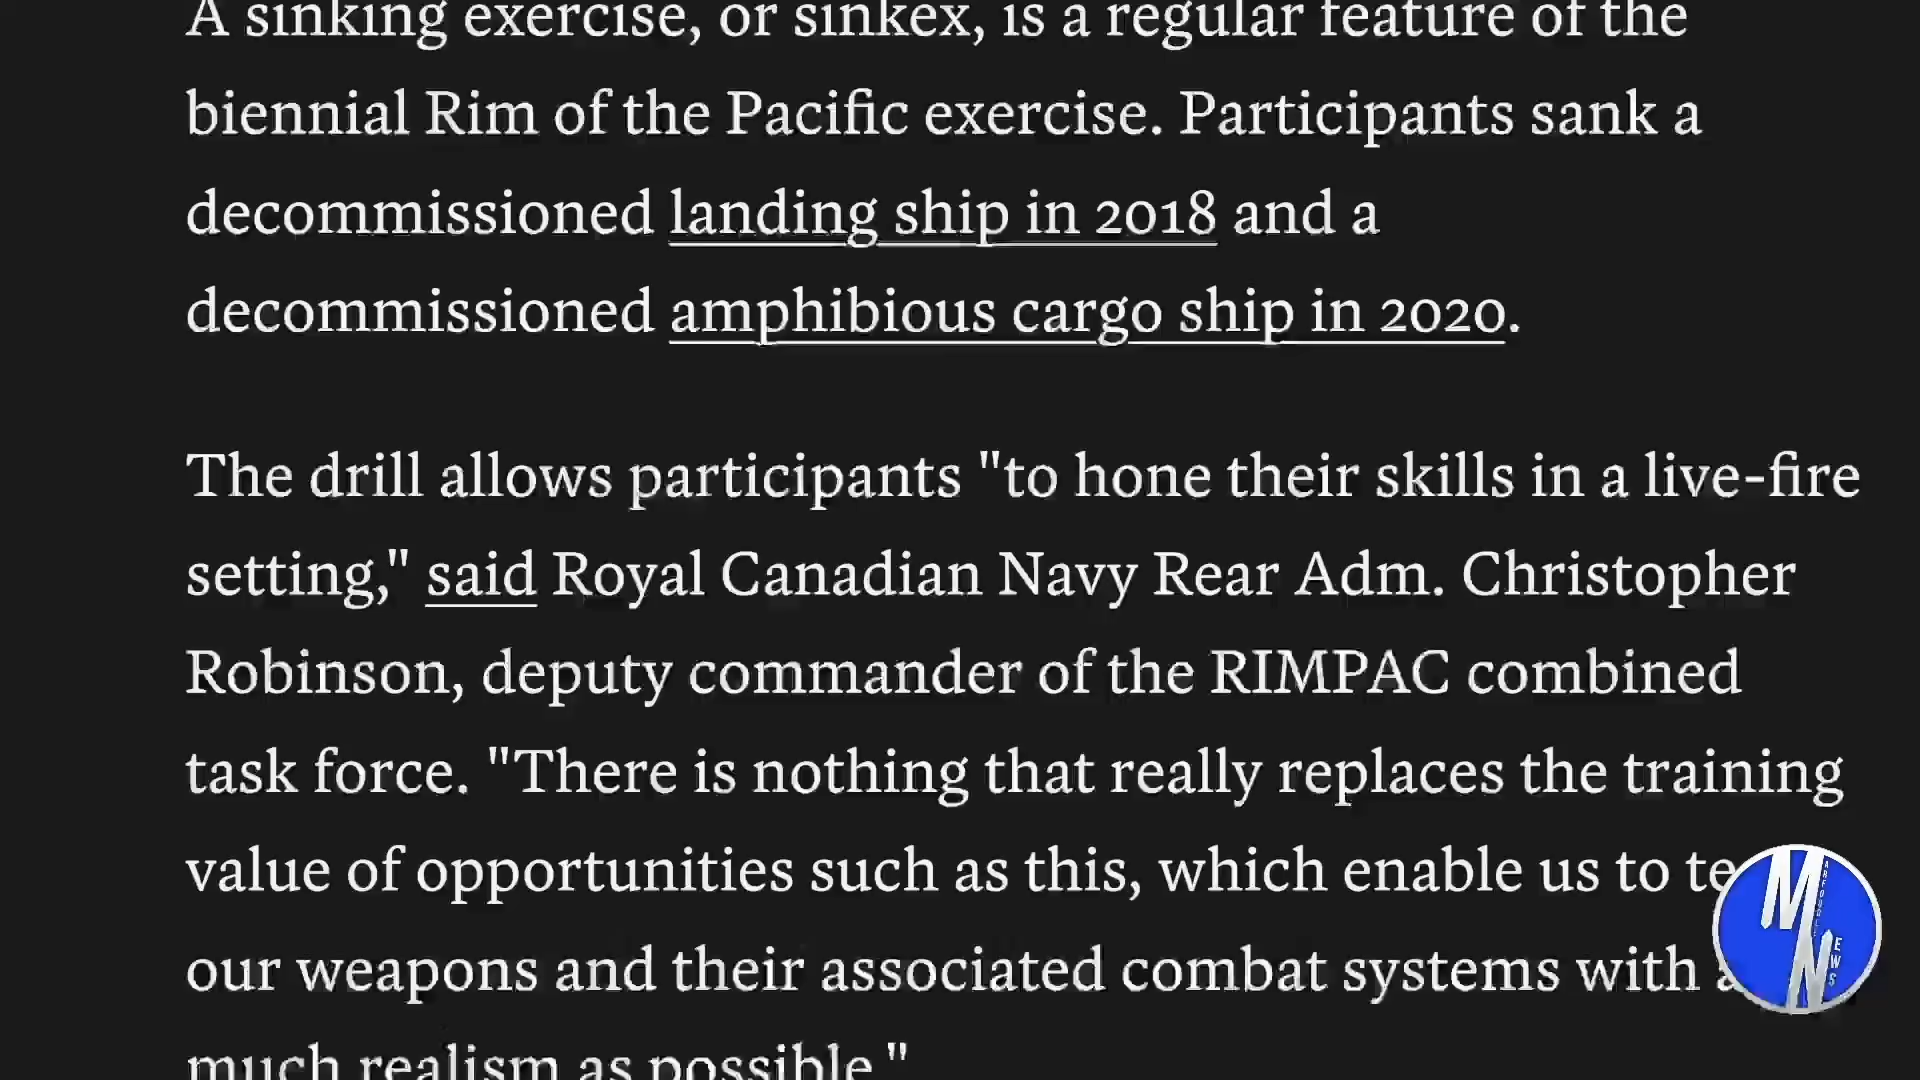 A sinking exercise, or sinkex, is a regular feature of the
biennial Rim of the Pacific exercise. Participants sank a
decommissioned landing ship in 2018 and a
decommissioned amphibious cargo ship in 2020.
The drill allows participants "to hone their skills in a live-fire
setting," said Royal Canadian Navy Rear Adm. Christopher
Robinson, deputy commander of the RIMPAC combined
task force. "There is nothing that really replaces the training
value of opportunities such as this, which enable us to
our weapons and their associated combat systems with
much realism as possible."
M
N
EWS